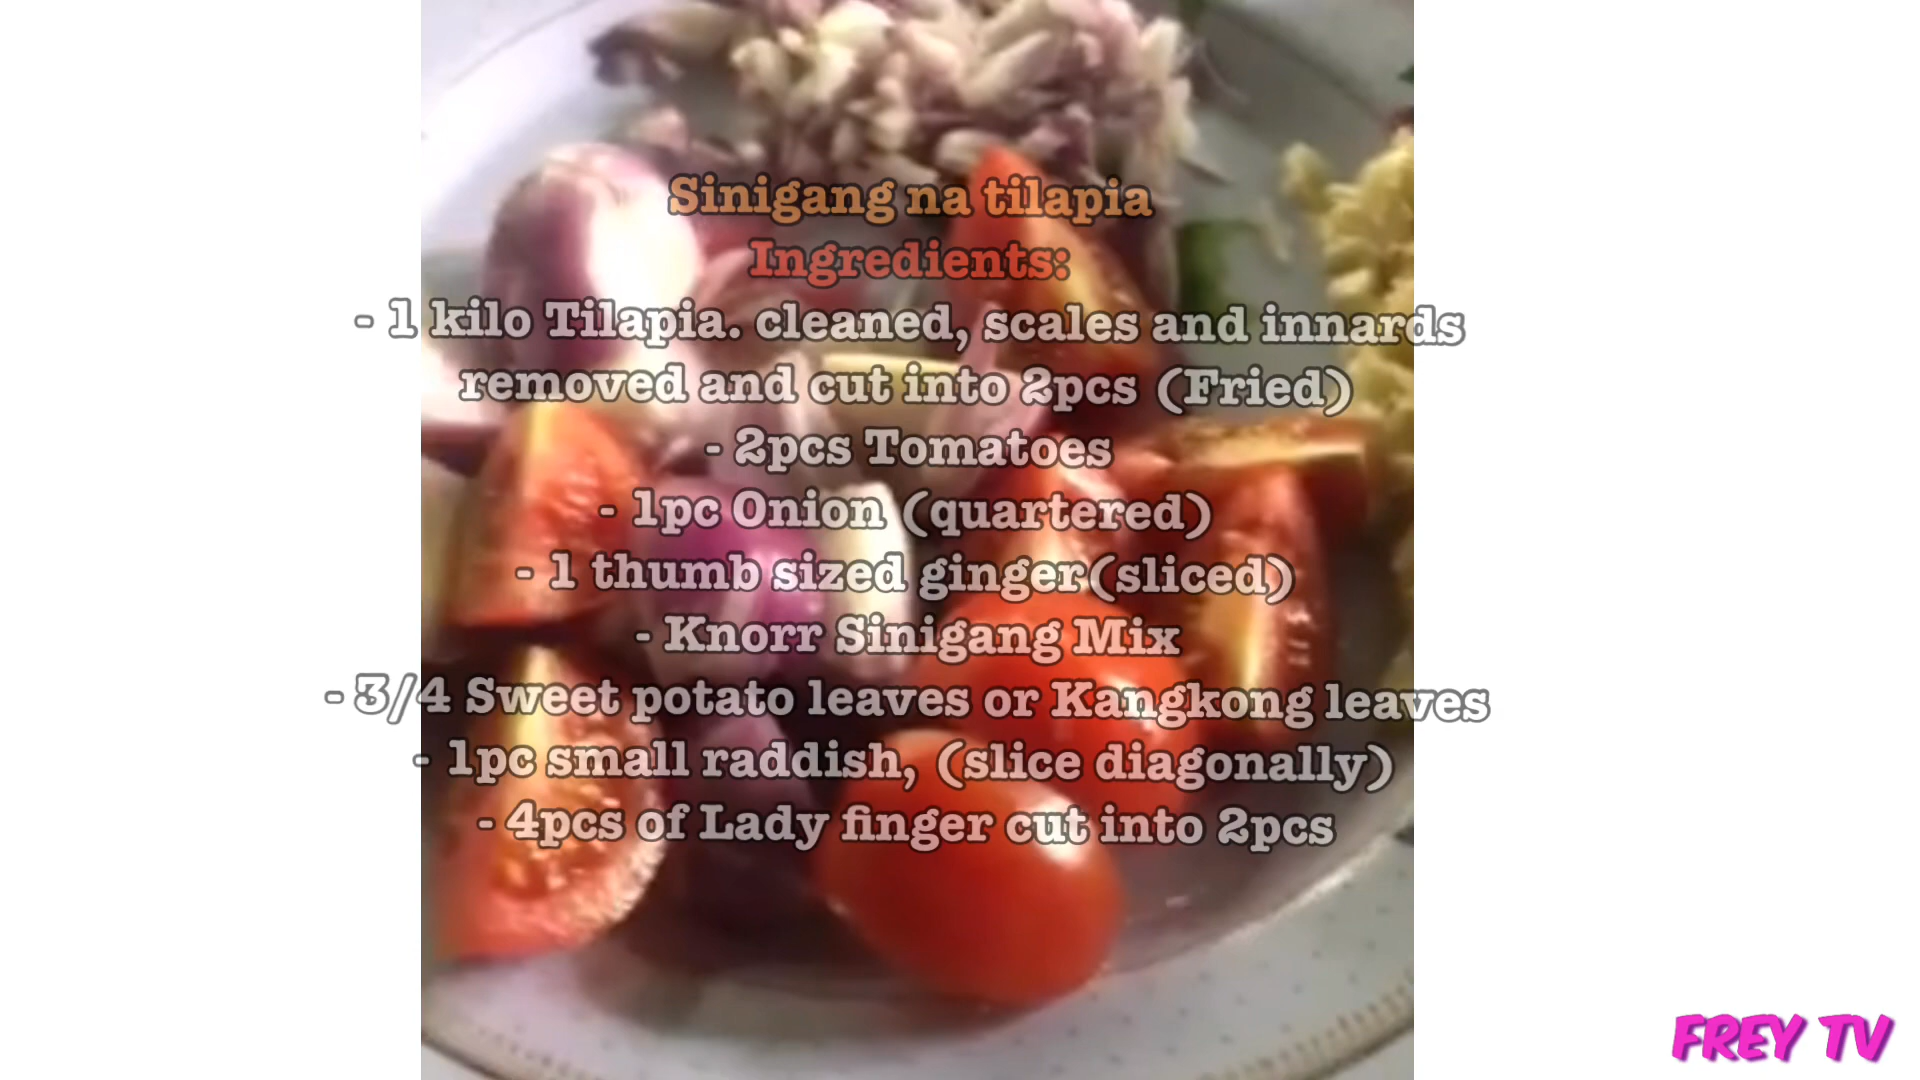 Sinigang na tilapia
Ingredients:
- 1 kilo Tilapia. cleaned, scales and innards
removed and cut into 2pcs (Fried)
- 2pcs Tomatoes
- 1pc Onion (quartered)
- 1 thumb sized ginger(sliced)
- Knorr Sinigang Mix
- 3/4 Sweet potato leaves or Kangkong leaves
- 1pc small raddish, (slice diagonally)
- 4pcs of Lady finger cut into 2pcs
FREY TV